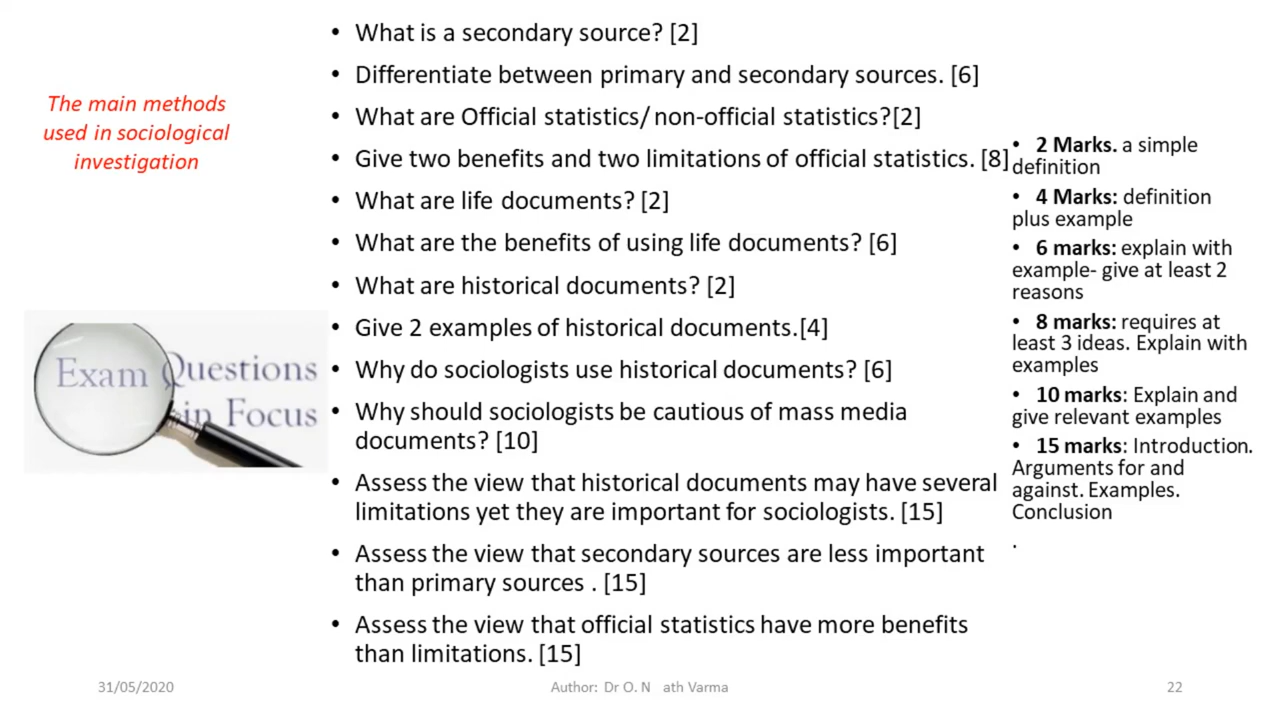 The main methods
used in sociological
investigation
Exam Questions
in Focus
• What is a secondary source? [2]
• Differentiate between primary and secondary sources. [6]
• What are Official statistics/ non-official statistics?[2]
• Give two benefits and two limitations of official statistics. [8]
• What are life documents? [2]
• What are the benefits of using life documents? [6]
• What are historical documents? [2]
• Give 2 examples of historical documents.[4]
• Why do sociologists use historical documents? [6]
• Why should sociologists be cautious of mass media
documents? [10]
• Assess the view that historical documents may have several
limitations yet they are important for sociologists. [15]
• Assess the view that secondary sources are less important
than primary sources . [15]
• Assess the view that official statistics have more benefits
than limitations. [15]
• 2 Marks. a simple
definition
• 4 Marks: definition
plus example
• 6 marks: explain with
example- give at least 2
reasons
• 8 marks: requires at
least 3 ideas. Explain with
examples
• 10 marks: Explain and
give relevant examples
• 15 marks: Introduction.
Arguments for and
against. Examples.
Conclusion
.
31/05/2020
Author: Dr O. N ath Varma
22